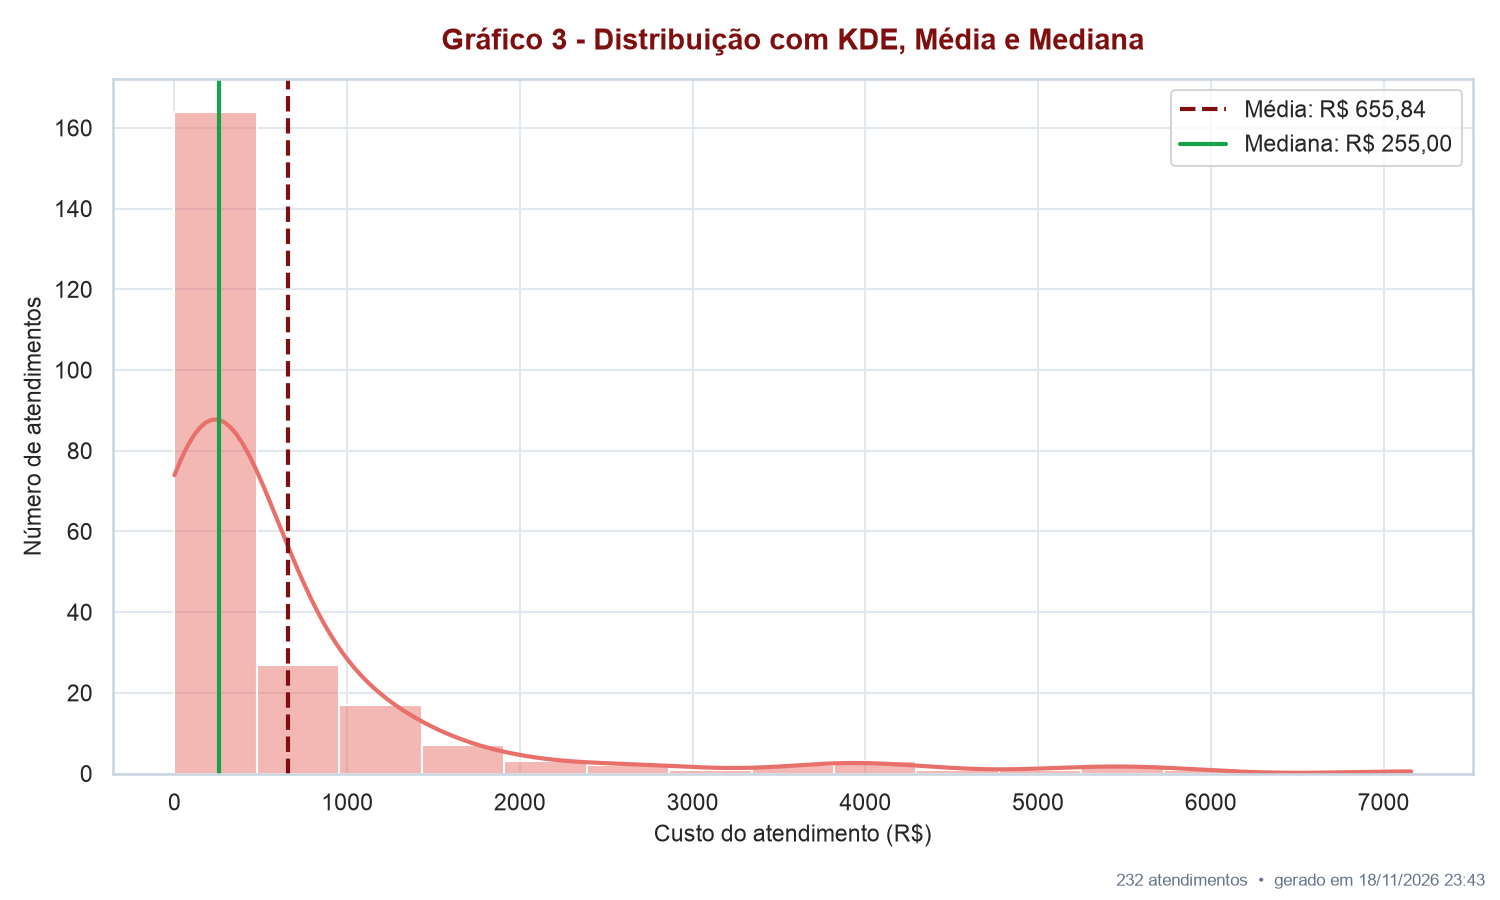 Gráfico 3 - Distribuição com KDE, Média e Mediana
Média: R$ 655,84
Mediana: R$ 255,00
Número de atendimentos
160
140
120
100
80
60
40
20
0
0 1000 2000 3000 4000 5000 6000 7000
Custo do atendimento (R$)
232 atendimentos • gerado em 18/11/2026 23:43